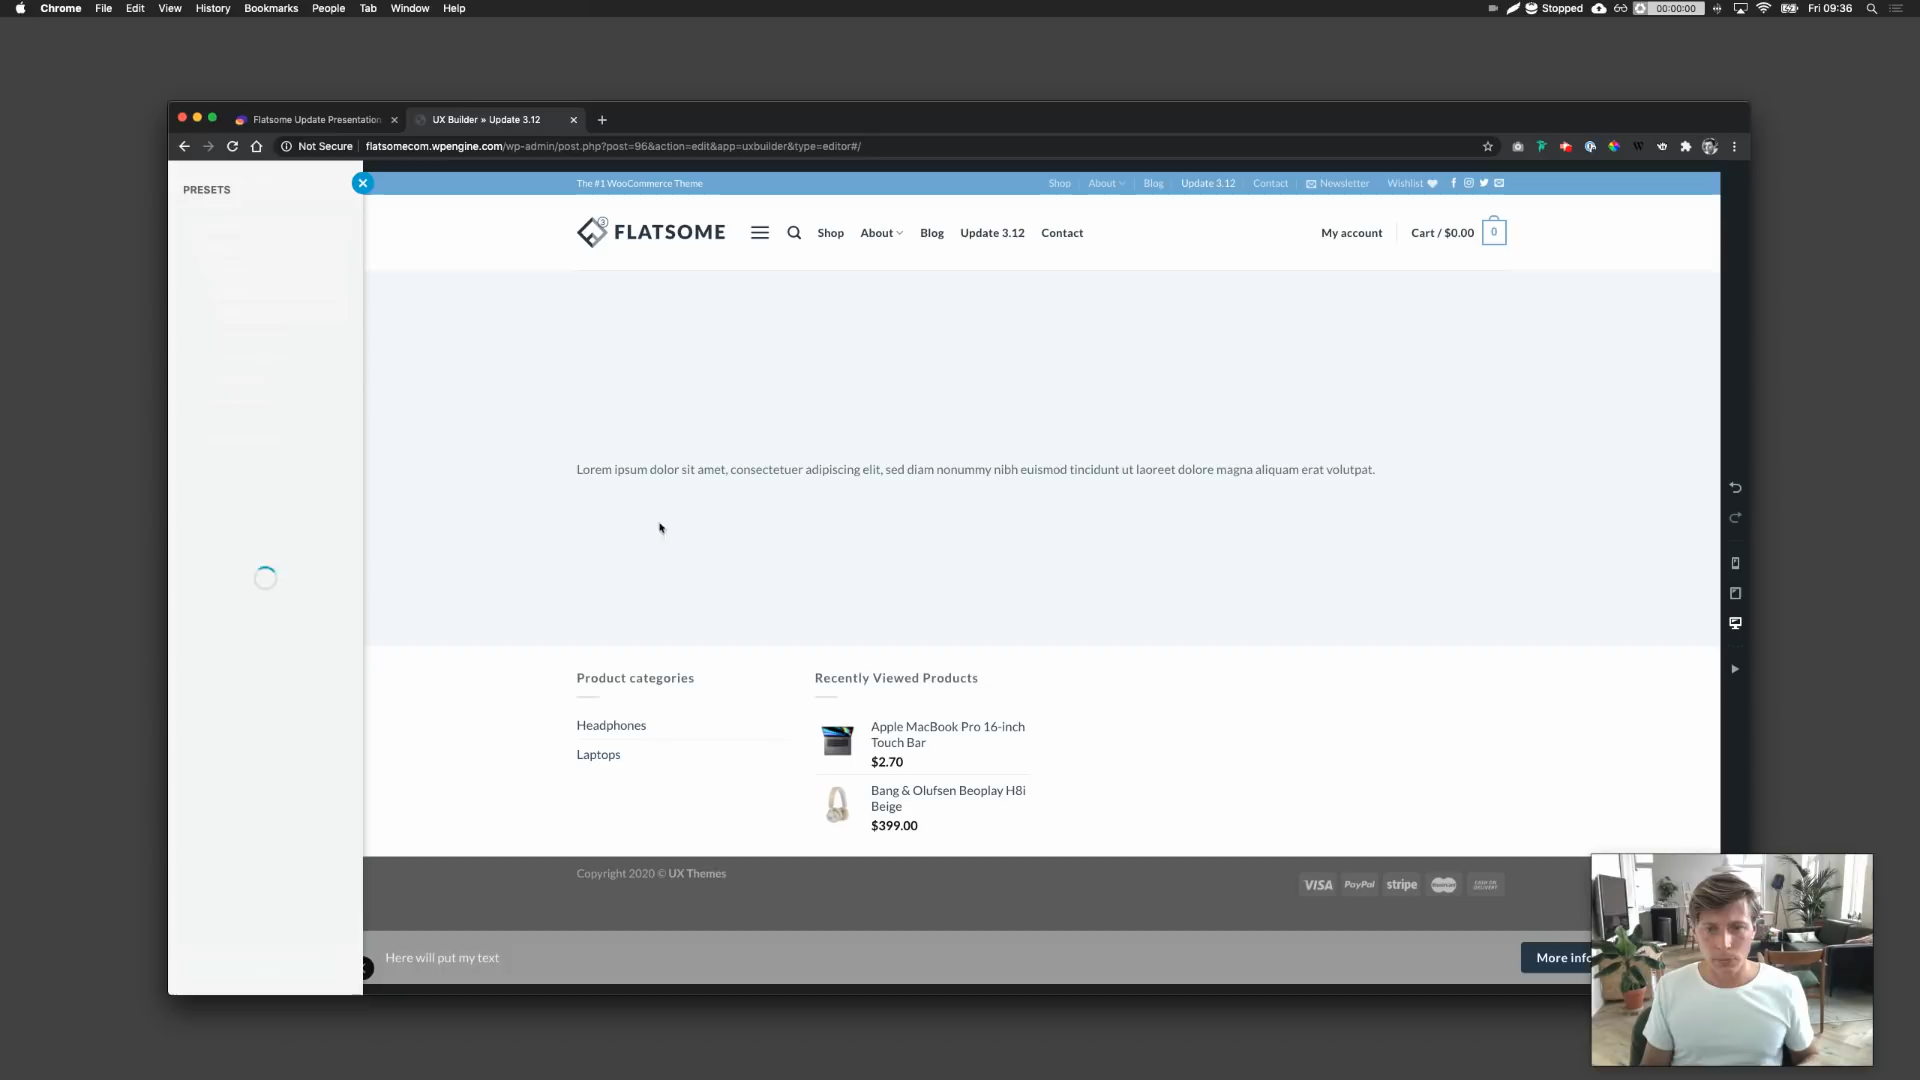 Chrome File Edit View History Bookmarks People Tab Window Help
Stopped 00:00:00 Fri 09:36
Flatsome Update Presentation
UX Builder » Update 3.12
Not Secure flatsomecom.wpengine.com/wp-admin/post.php?post=96&action=edit&app=uxbuilder&type=editor#/
PRESETS
The #1 WooCommerce Theme
Shop About Blog Update 3.12 Contact Newsletter Wishlist
3
FLATSOME
Shop About Blog Update 3.12 Contact
My account Cart / $0.00 0
Lorem ipsum dolor sit amet, consectetuer adipiscing elit, sed diam nonummy nibh euismod tincidunt ut laoreet dolore magna aliquam erat volutpat.
Product categories
Headphones
Laptops
Recently Viewed Products
Apple MacBook Pro 16-inch
Touch Bar
$2.70
Bang & Olufsen Beoplay H8i
Beige
$399.00
Copyright 2020 © UX Themes
VISA PayPal stripe MasterCard CASH ON DELIVERY
Here will put my text
More info